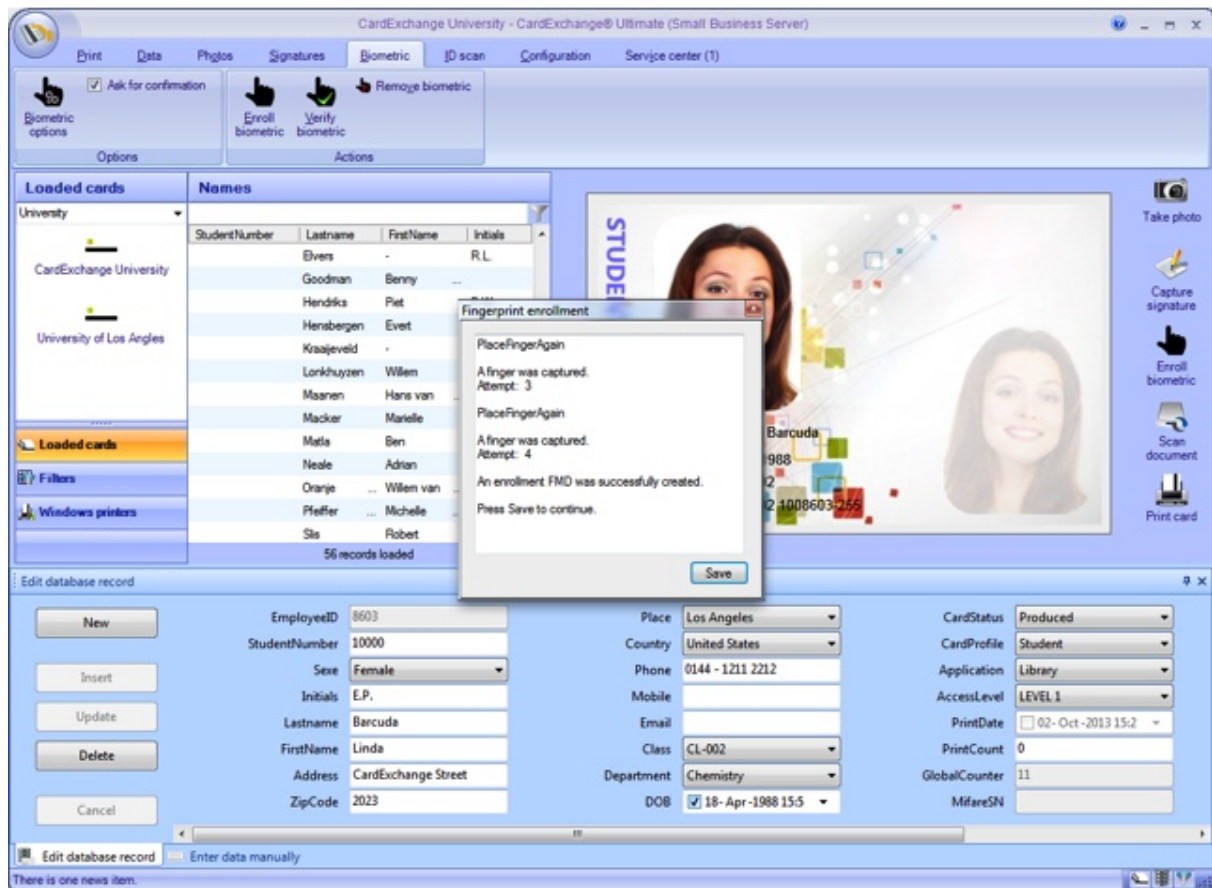 CardExchange University - CardExchange® Ultimate (Small Business Server)
Print Data Photos Signatures Biometric ID scan Configuration Service center (1)
Biometric options
Ask for confirmation
Options
Enroll biometric
Verify biometric
Remove biometric
Actions
Loaded cards
University
CardExchange University
University of Los Angles
Loaded cards
Filters
Windows printers
Names
StudentNumber Lastname FirstName Initials
Elvers - R.L.
Goodman Benny ...
Hendriks Piet
Hensbergen Evert
Kraaijeveld -
Lonkhuyzen Willem
Maanen Hans van
Macker Marielle
Matla Ben
Neale Adrian
Oranje ... Willem van
Pfeiffer ... Michelle
Slis Robert
56 records loaded
Fingerprint enrollment
PlaceFingerAgain
A finger was captured.
Attempt: 3
PlaceFingerAgain
A finger was captured.
Attempt: 4
An enrollment FMD was successfully created.
Press Save to continue.
Save
STUDE
Barcuda
1988
02
02 1008603-255
Take photo
Capture signature
Enroll biometric
Scan document
Print card
Edit database record
New
Insert
Update
Delete
Cancel
EmployeeID 8603
StudentNumber 10000
Sexe Female
Initials E.P.
Lastname Barcuda
FirstName Linda
Address CardExchange Street
ZipCode 2023
Place Los Angeles
Country United States
Phone 0144 - 1211 2212
Mobile
Email
Class CL-002
Department Chemistry
DOB 18- Apr -1988 15:5
CardStatus Produced
CardProfile Student
Application Library
AccessLevel LEVEL 1
PrintDate 02- Oct -2013 15:2
PrintCount 0
GlobalCounter 11
MifareSN
Edit database record Enter data manually
There is one news item.